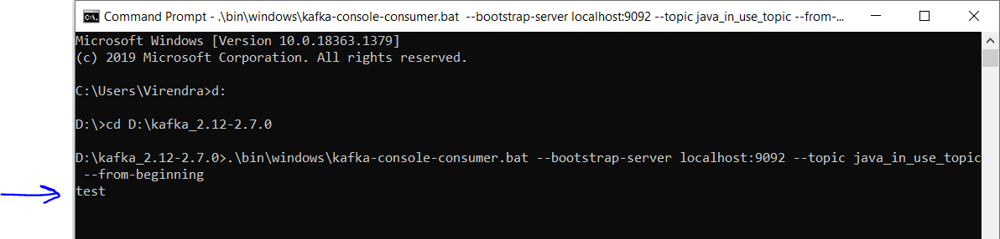 Command Prompt - .\bin\windows\kafka-console-consumer.bat  --bootstrap-server localhost:9092 --topic java_in_use_topic --from-...
Microsoft Windows [Version 10.0.18363.1379]
(c) 2019 Microsoft Corporation. All rights reserved.
C:\Users\Virendra>d:
D:\>cd D:\kafka_2.12-2.7.0
D:\kafka_2.12-2.7.0>.\bin\windows\kafka-console-consumer.bat --bootstrap-server localhost:9092 --topic java_in_use_topic
 --from-beginning
test